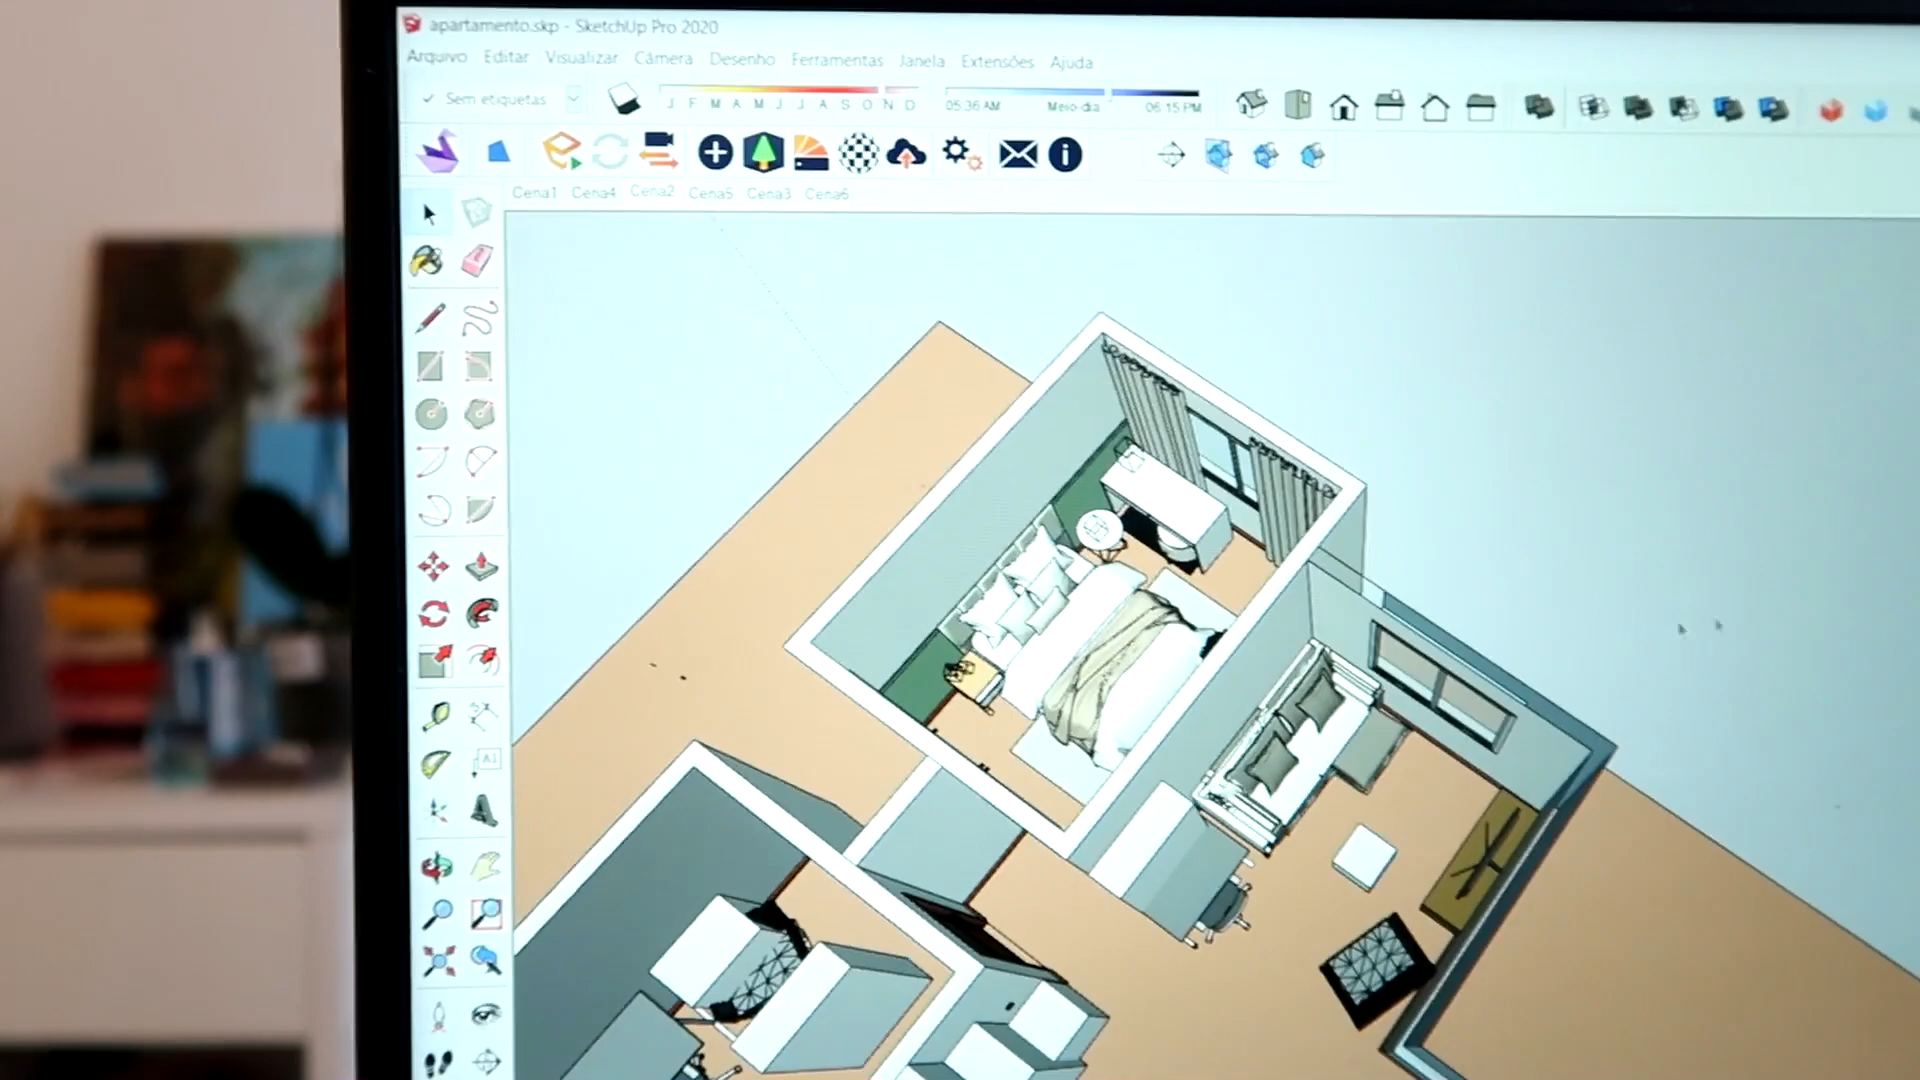 apartamento.skp - SketchUp Pro 2020
Arquivo Editar Visualizar Câmera Desenho Ferramentas Janela Extensões Ajuda
Sem etiquetas
J F M A M J J A S O N D
05:36 AM Meio-dia 06:15 PM
Cena1 Cena4 Cena2 Cena5 Cena3 Cena6
A1